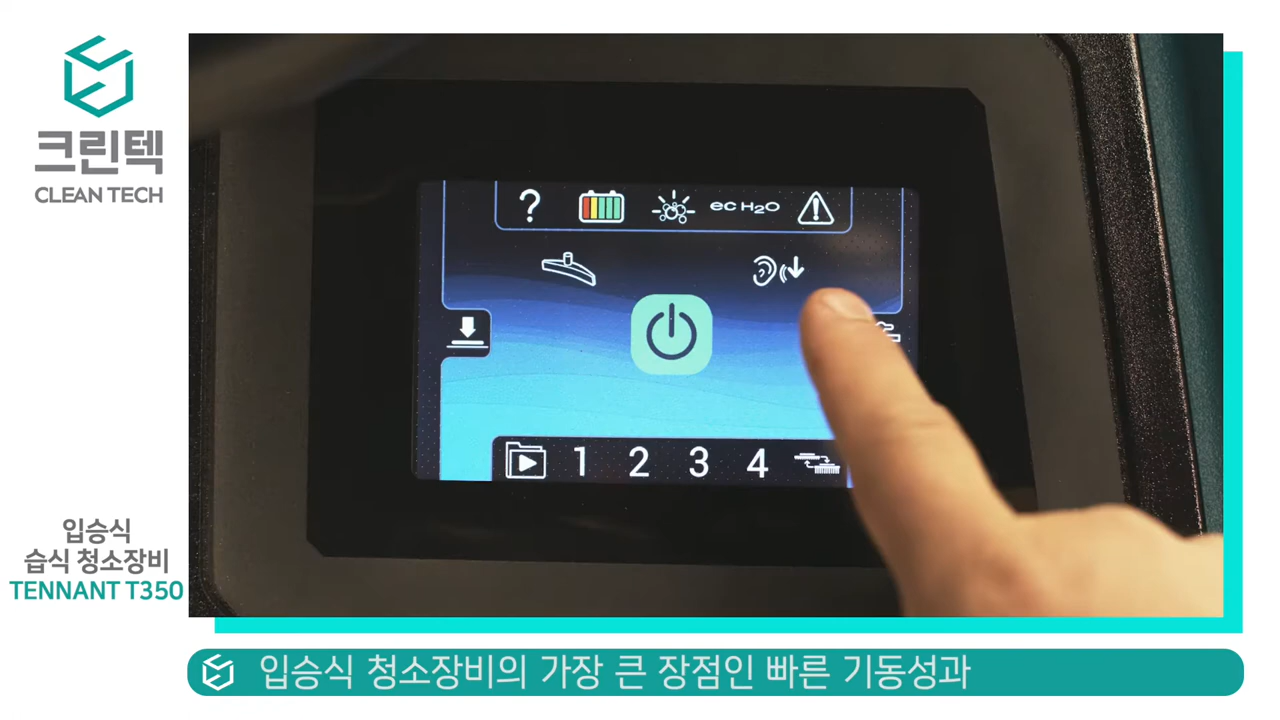 크린텍
CLEAN TECH
?
ec H2O
1 2 3 4
입승식
습식 청소장비
TENNANT T350
입승식 청소장비의 가장 큰 장점인 빠른 기동성과